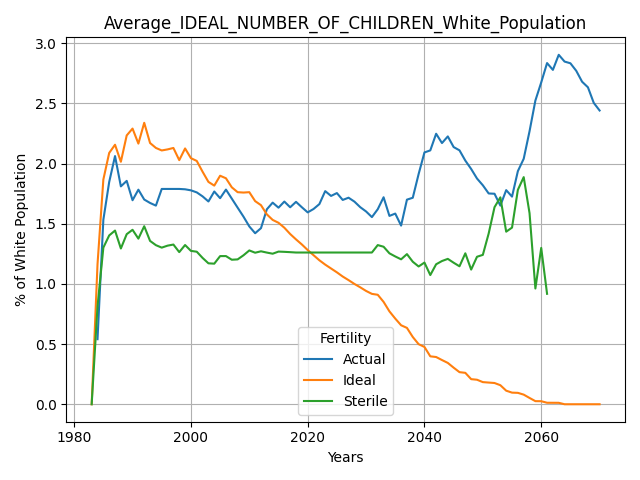 Average_IDEAL_NUMBER_OF_CHILDREN_White_Population
% of White Population
3.0
2.5
2.0
1.5
1.0
0.5
0.0
Fertility
Actual
Ideal
Sterile
1980
2000
2020
2040
2060
Years